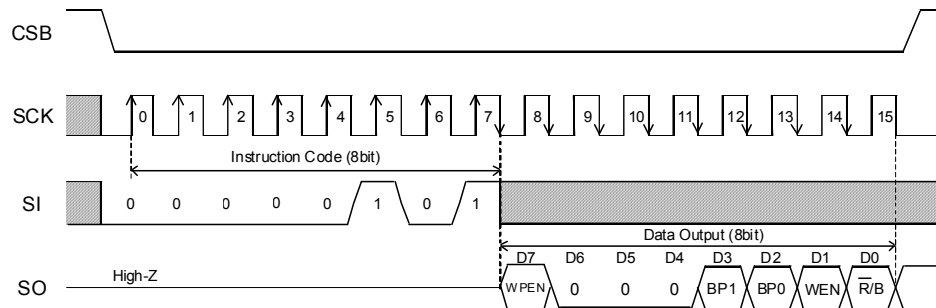 CSB
SCK 0 1 2 3 4 5 6 7 8 9 10 11 12 13 14 15
Instruction Code (8bit)
SI 0 0 0 0 0 1 0 1
Data Output (8bit)
D7 D6 D5 D4 D3 D2 D1 D0
High-Z
SO WPEN 0 0 0 BP1 BP0 WEN R̅/B